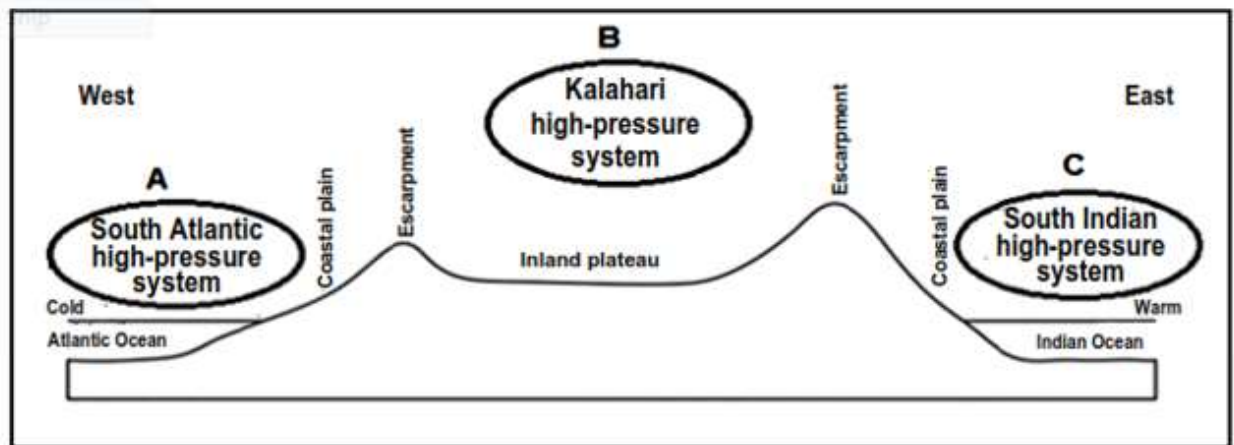 B
West
Kalahari
high-pressure
system
East
Escarpment
Escarpment
A
Coastal plain
C
Coastal plain
South Atlantic
high-pressure
system
South Indian
high-pressure
system
Inland plateau
Cold
Warm
Atlantic Ocean
Indian Ocean